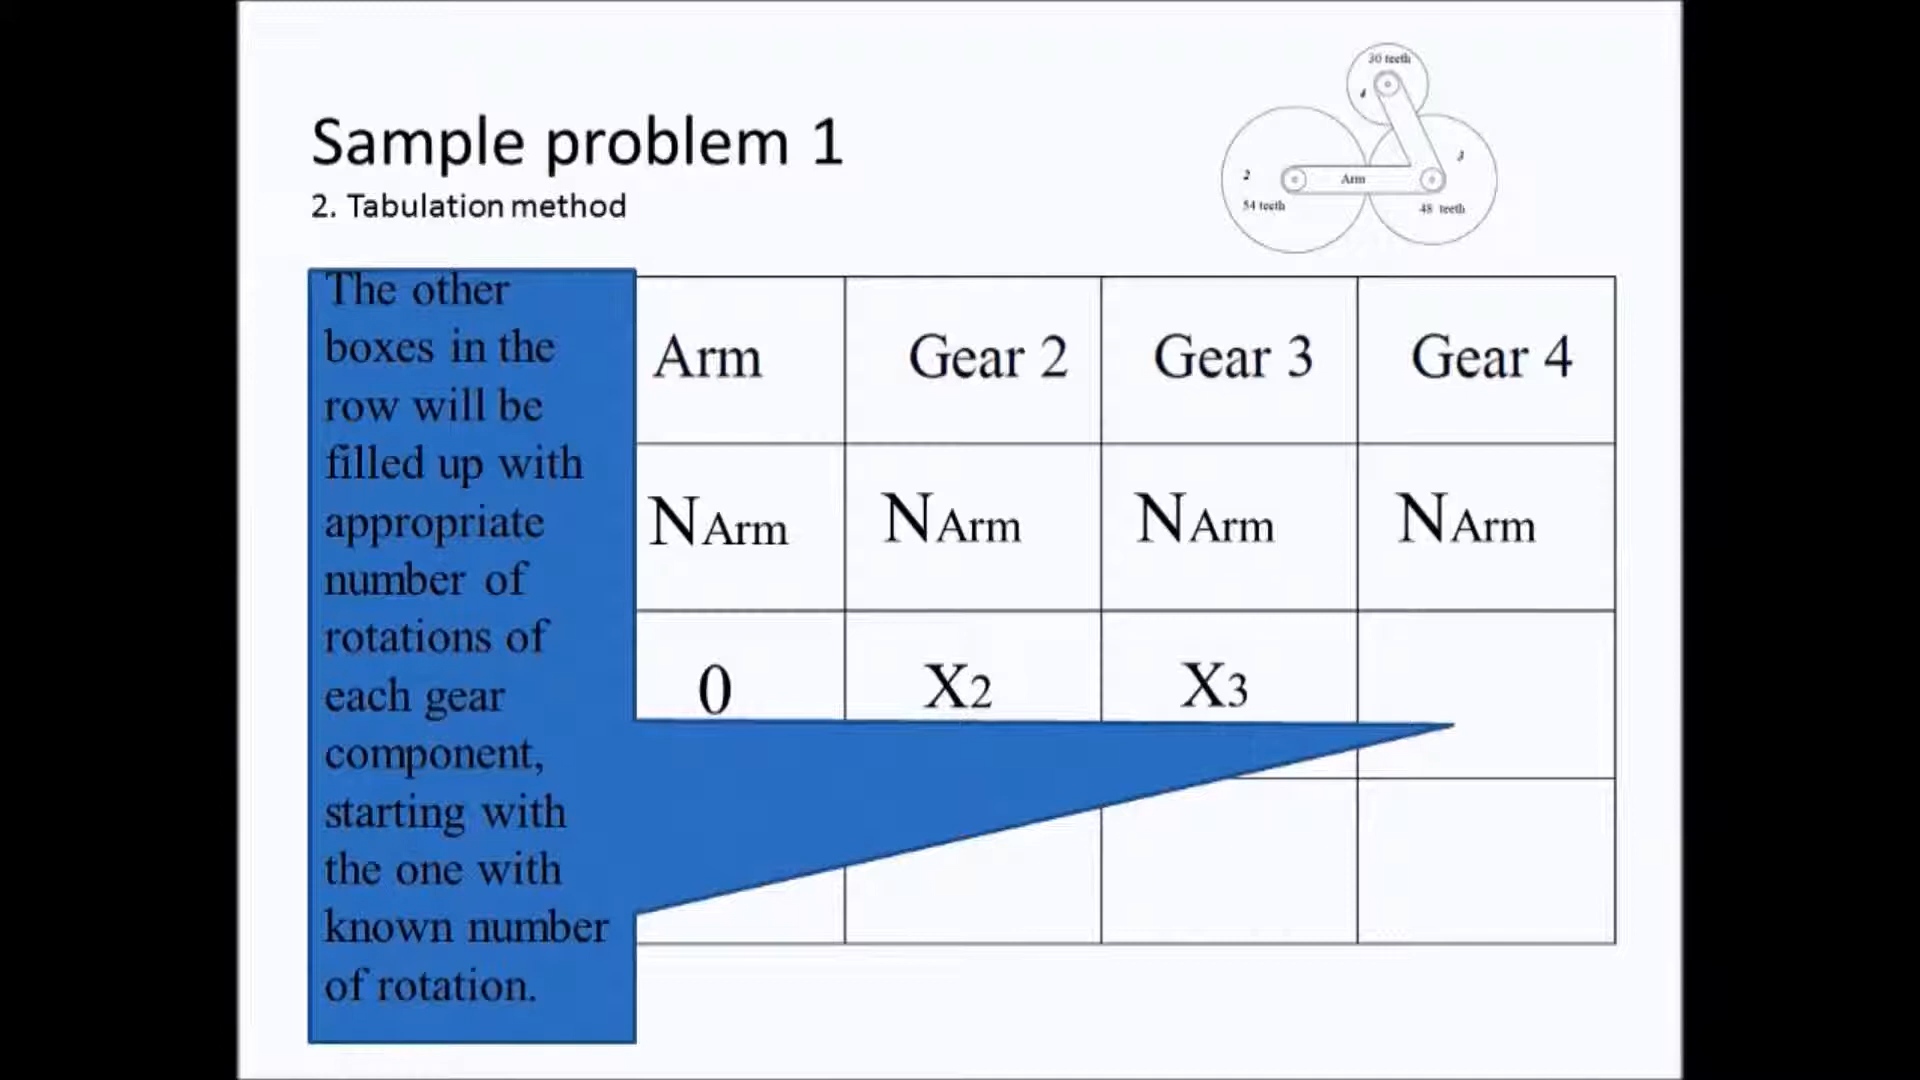 Sample problem 1
2. Tabulation method
30 teeth
4
3
2
Arm
54 teeth
48 teeth
The other
boxes in the
row will be
filled up with
appropriate
number of
rotations of
each gear
component,
starting with
the one with
known number
of rotation.
Arm Gear 2 Gear 3 Gear 4
NArm NArm NArm NArm
0 X2 X3